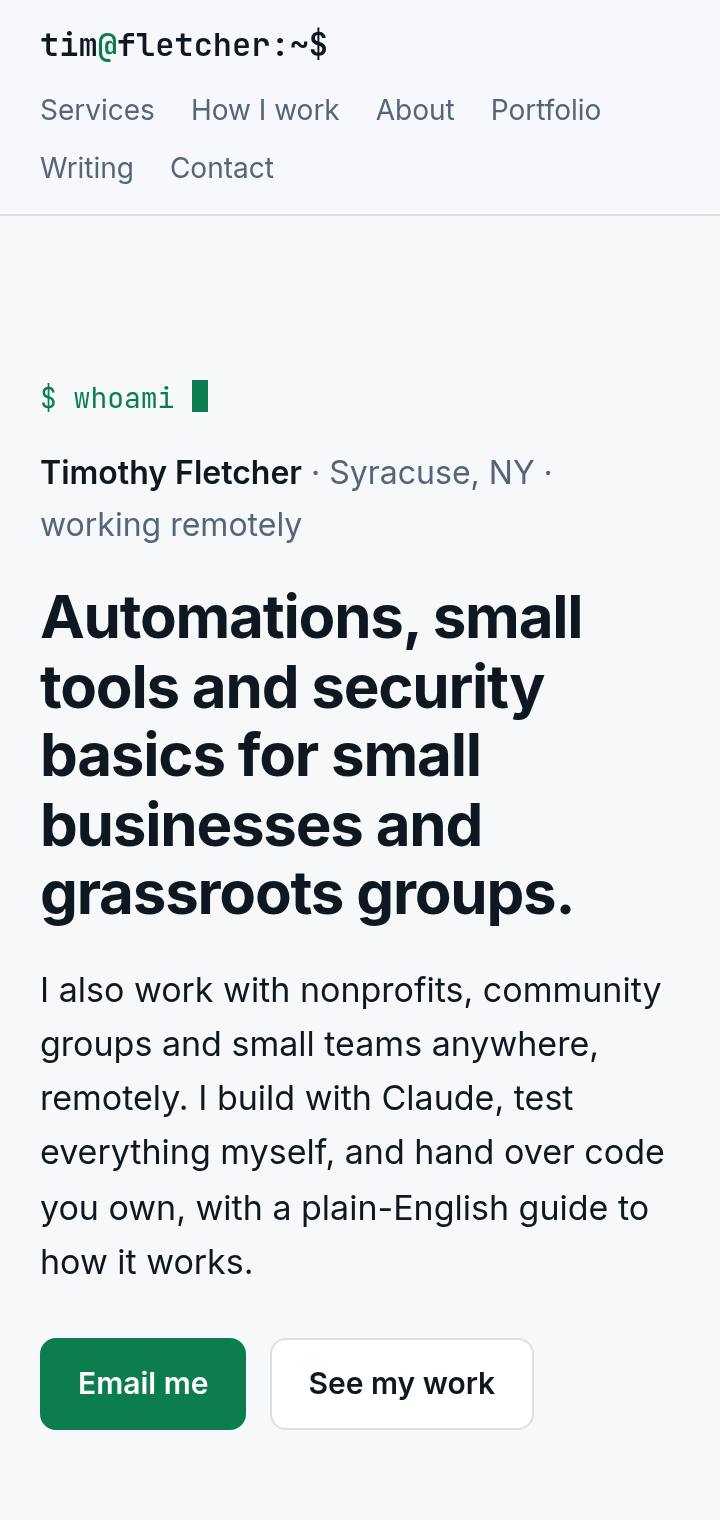 tim@fletcher:~$
Services How I work About Portfolio
Writing Contact
$ whoami
Timothy Fletcher · Syracuse, NY ·
working remotely
Automations, small
tools and security
basics for small
businesses and
grassroots groups.
I also work with nonprofits, community
groups and small teams anywhere,
remotely. I build with Claude, test
everything myself, and hand over code
you own, with a plain-English guide to
how it works.
Email me See my work